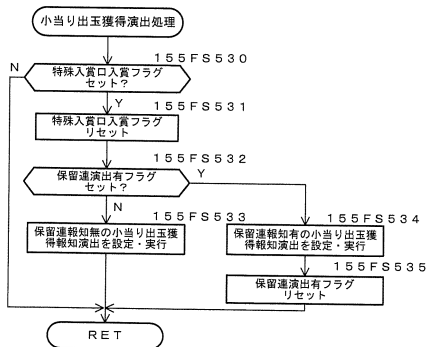 小当り出玉獲得演出処理
155FS530
N
特殊入賞口入賞フラグ
セット？
155FS531
Y
特殊入賞口入賞フラグ
リセット
155FS532
保留連演出有フラグ
セット？
Y
N
155FS533
155FS534
保留連報知無の小当り出玉獲
得報知演出を設定・実行
保留連報知有の小当り出玉獲
得報知演出を設定・実行
155FS535
保留連演出有フラグ
リセット
RET